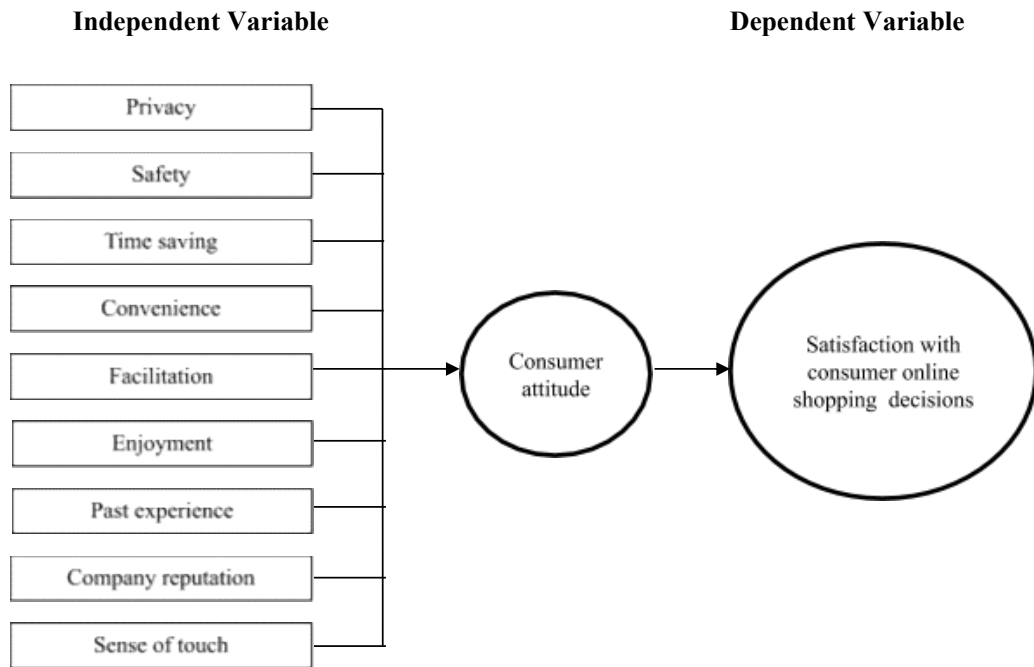 Independent Variable
Dependent Variable
Privacy
Safety
Time saving
Convenience
Facilitation
Enjoyment
Past experience
Company reputation
Sense of touch
Consumer
attitude
Satisfaction with
consumer online
shopping decisions